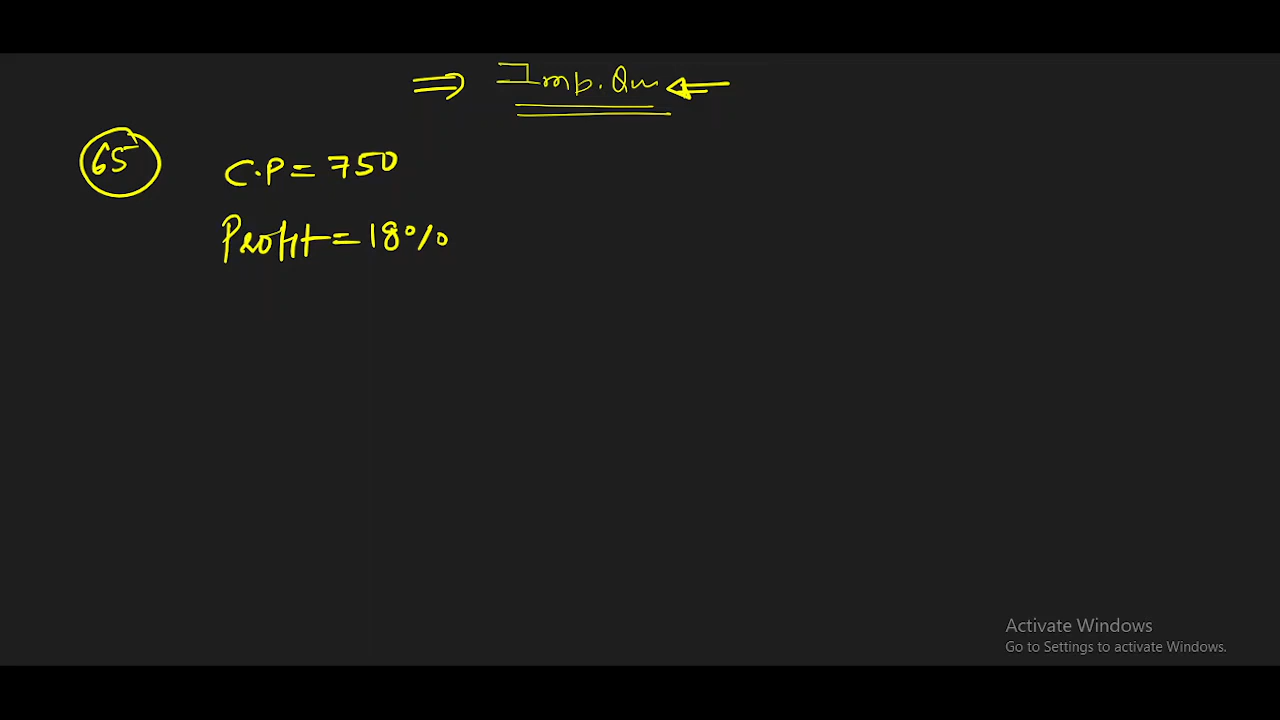 ⇒ Imp. Qu ←
65
C.P = 750
Profit = 18%
Activate Windows
Go to Settings to activate Windows.